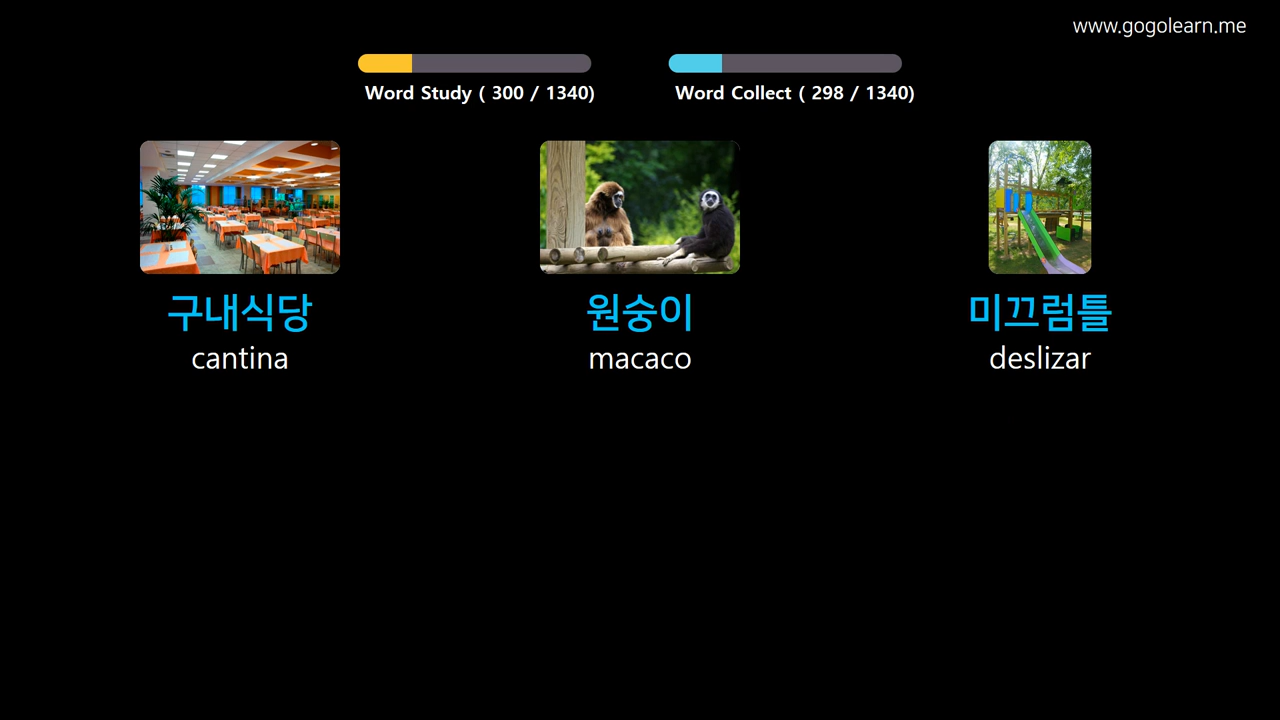 www.gogolearn.me
Word Study ( 300 / 1340)
Word Collect ( 298 / 1340)
구내식당
원숭이
미끄럼틀
cantina
macaco
deslizar